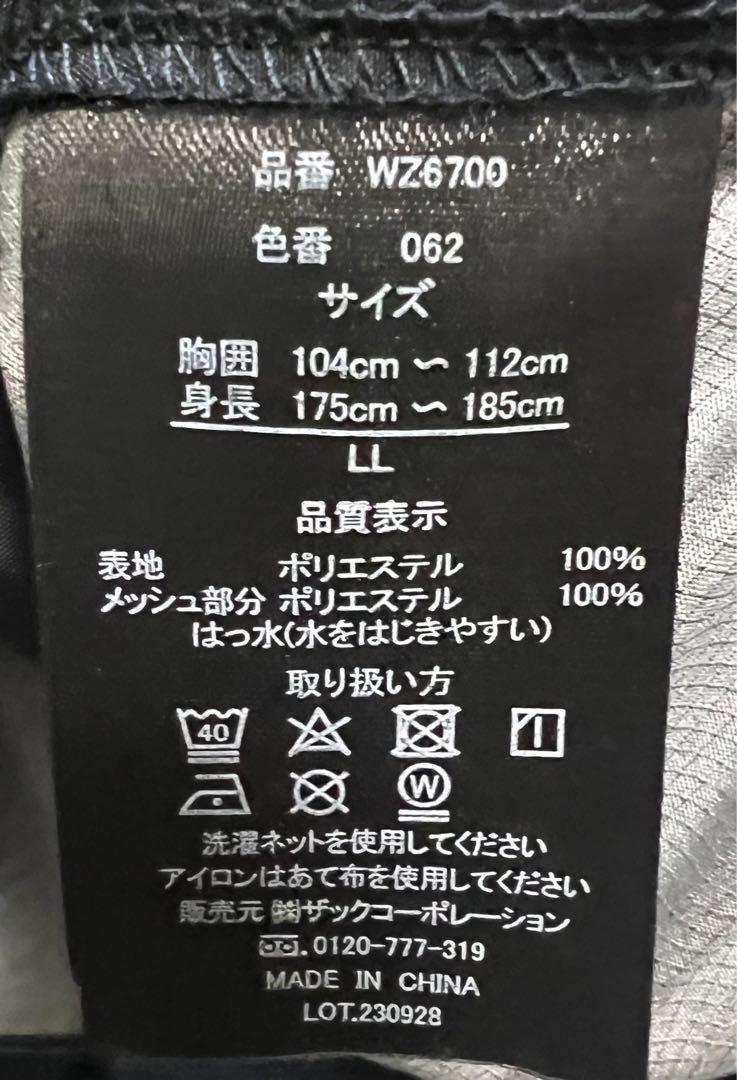 品番 WZ6700
色番 062
サイズ
胸囲 104cm ～ 112cm
身長 175cm ～ 185cm
LL
品質表示
表地 ポリエステル 100%
メッシュ部分 ポリエステル 100%
はっ水(水をはじきやすい)
取り扱い方
40
W
洗濯ネットを使用してください
アイロンはあて布を使用してください
販売元 ㈱ザックコーポレーション
.0120-777-319
MADE IN CHINA
LOT.230928